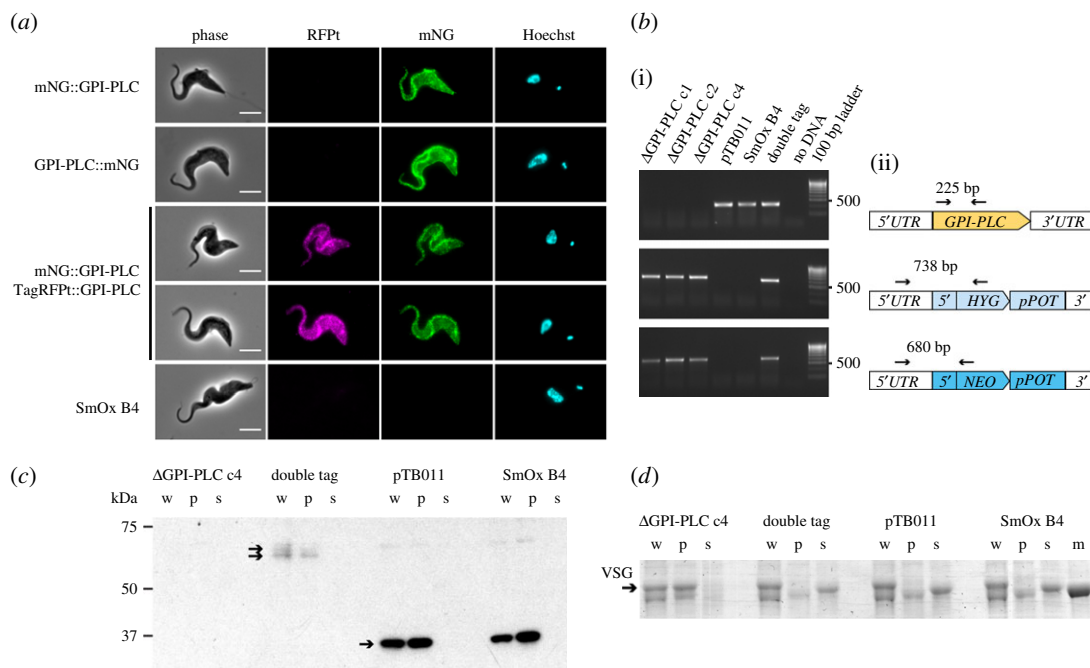 (a)
phase RFPt mNG Hoechst
mNG::GPI-PLC
GPI-PLC::mNG
mNG::GPI-PLC
TagRFPt::GPI-PLC
SmOx B4
(b)
(i)
ΔGPI-PLC c1
ΔGPI-PLC c2
ΔGPI-PLC c4
pTB011
SmOx B4
double tag
no DNA
100 bp ladder
500
500
500
(ii)
225 bp
5′UTR GPI-PLC 3′UTR
738 bp
5′UTR 5′ HYG pPOT 3′
680 bp
5′UTR 5′ NEO pPOT 3′
(c)
ΔGPI-PLC c4 double tag pTB011 SmOx B4
kDa w p s w p s w p s w p s
75
50
37
(d)
ΔGPI-PLC c4 double tag pTB011 SmOx B4
w p s w p s w p s w p s m
VSG